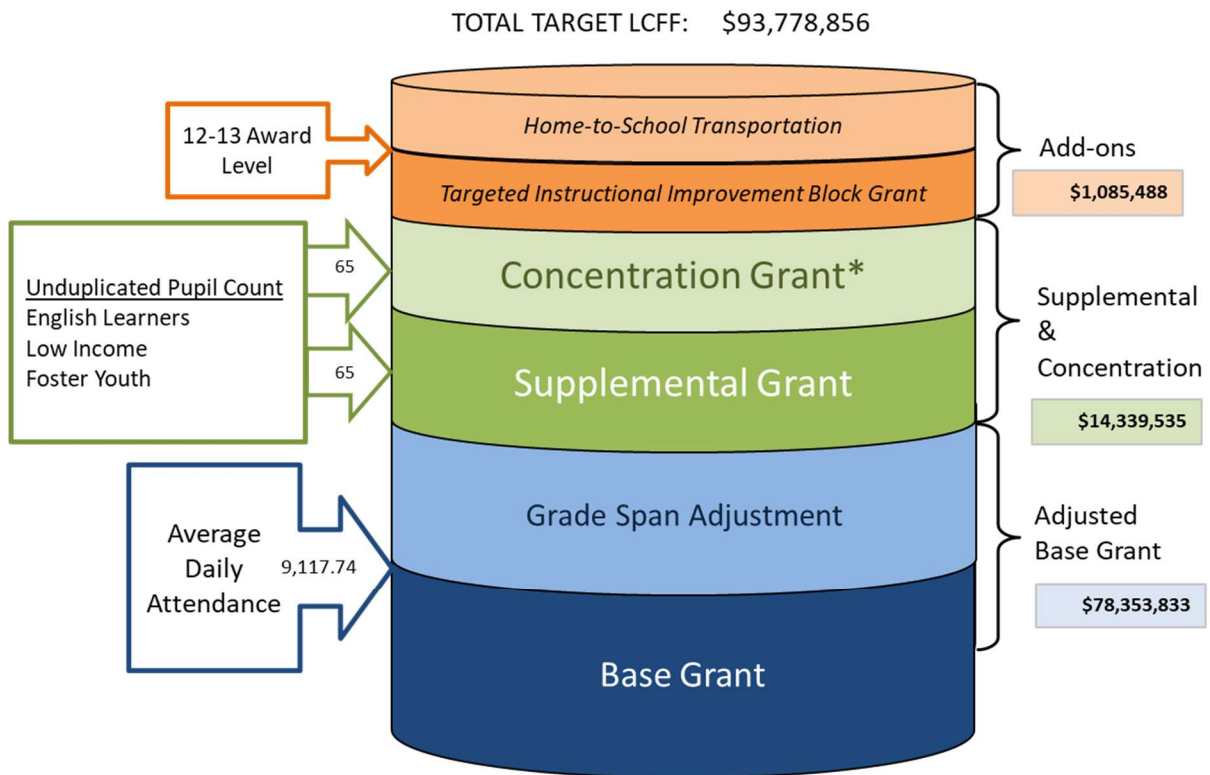 TOTAL TARGET LCFF: $93,778,856
12-13 Award
Level
Home-to-School Transportation
Targeted Instructional Improvement Block Grant
Add-ons
$1,085,488
Unduplicated Pupil Count
English Learners
Low Income
Foster Youth
65
65
Concentration Grant*
Supplemental Grant
Supplemental
&
Concentration
$14,339,535
Average
Daily
Attendance
9,117.74
Grade Span Adjustment
Base Grant
Adjusted
Base Grant
$78,353,833